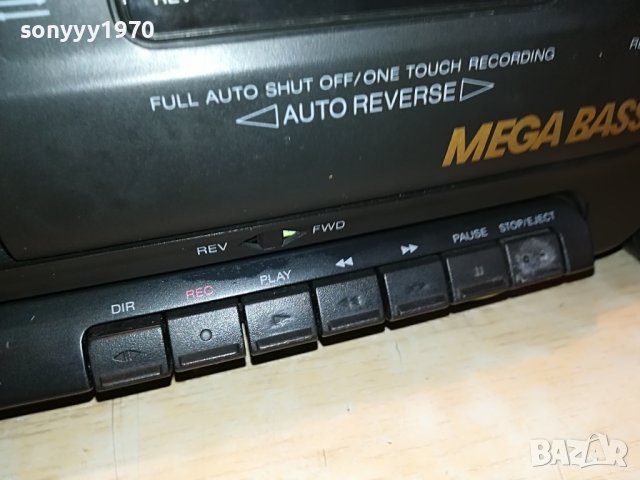 sonyyy1970
FULL AUTO SHUT OFF/ONE TOUCH RECORDING
AUTO REVERSE
MEGA BASS
REV FWD
DIR REC PLAY PAUSE STOP/EJECT
BAZAR